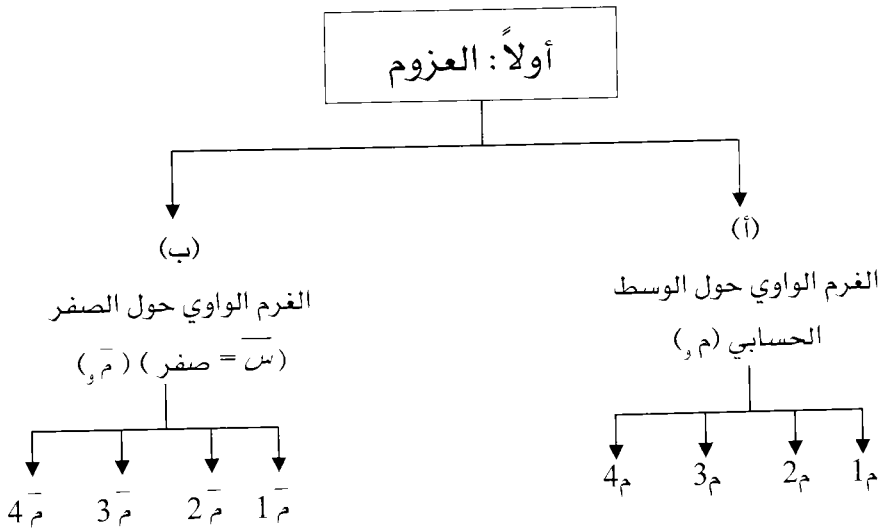 أولاً: العزوم
(أ)
الغرم الواوي حول الوسط
الحسابي (م و)
م1 م2 م3 م4
(ب)
الغرم الواوي حول الصفر
(س̅ = صفر) (م̅ و)
م̅1 م̅2 م̅3 م̅4